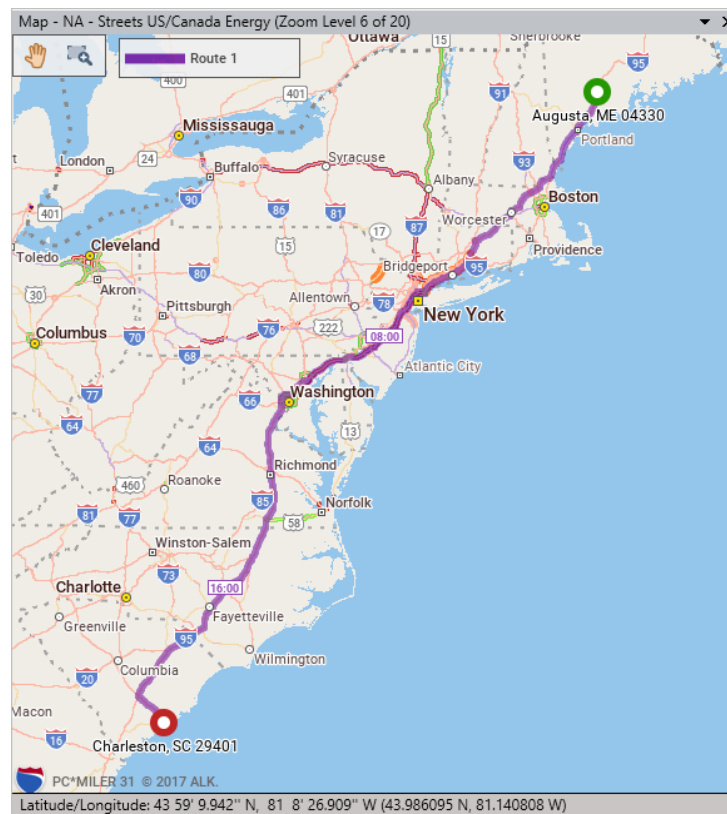 Map - NA - Streets US/Canada Energy (Zoom Level 6 of 20)
Route 1
Ottawa
15
Sherbrooke
400
401
91
95
Augusta, ME 04330
Portland
Mississauga
London
24
Buffalo
Syracuse
93
Albany
Boston
401
90
86
81
87
Worcester
17
Providence
Toledo
Cleveland
15
Bridgeport
95
80
Akron
Allentown
78
30
Pittsburgh
New York
76
222
08:00
Columbus
70
68
Atlantic City
77
66
Washington
64
64
13
Richmond
460
Roanoke
85
Norfolk
81
77
58
Winston-Salem
73
16:00
Charlotte
Fayetteville
Greenville
95
Wilmington
Columbia
20
Macon
16
Charleston, SC 29401
PC*MILER 31 © 2017 ALK.
Latitude/Longitude: 43 59' 9.942" N, 81 8' 26.909" W (43.986095 N, 81.140808 W)